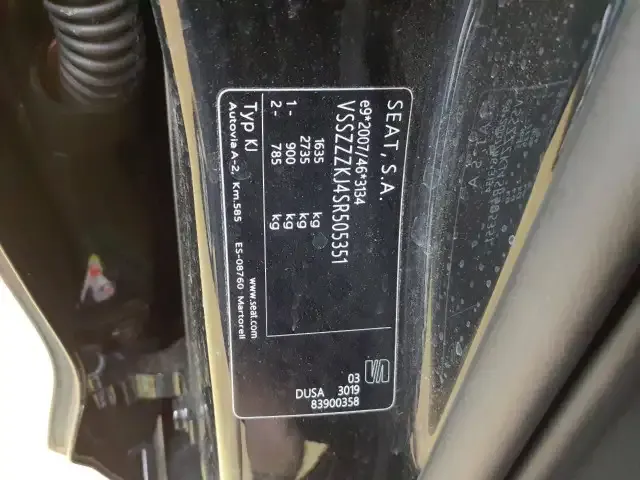 SEAT, S.A.
e9*2007/46*3134
VSSZZZKJ4SR505351
1635 kg
2735 kg
1- 900 kg
2- 785 kg
Typ KJ
Autovia A-2, Km.585 ES-08760 Martorell
www.seat.com
03
DUSA 3019
83900358